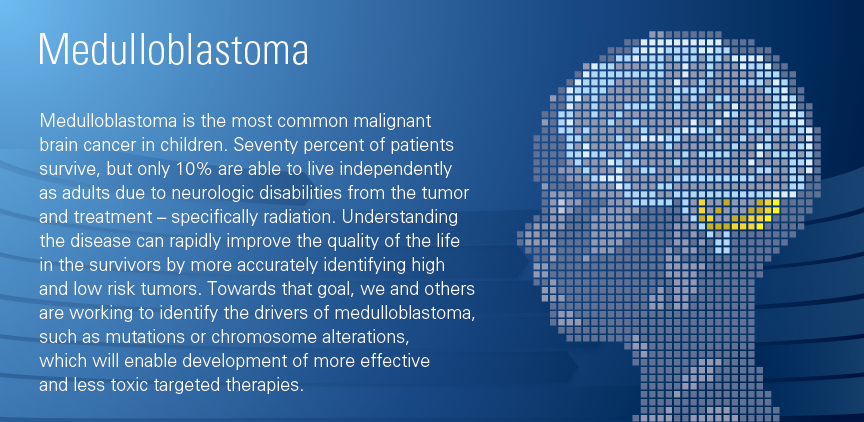 Medulloblastoma
Medulloblastoma is the most common malignant
brain cancer in children. Seventy percent of patients
survive, but only 10% are able to live independently
as adults due to neurologic disabilities from the tumor
and treatment – specifically radiation. Understanding
the disease can rapidly improve the quality of the life
in the survivors by more accurately identifying high
and low risk tumors. Towards that goal, we and others
are working to identify the drivers of medulloblastoma,
such as mutations or chromosome alterations,
which will enable development of more effective
and less toxic targeted therapies.